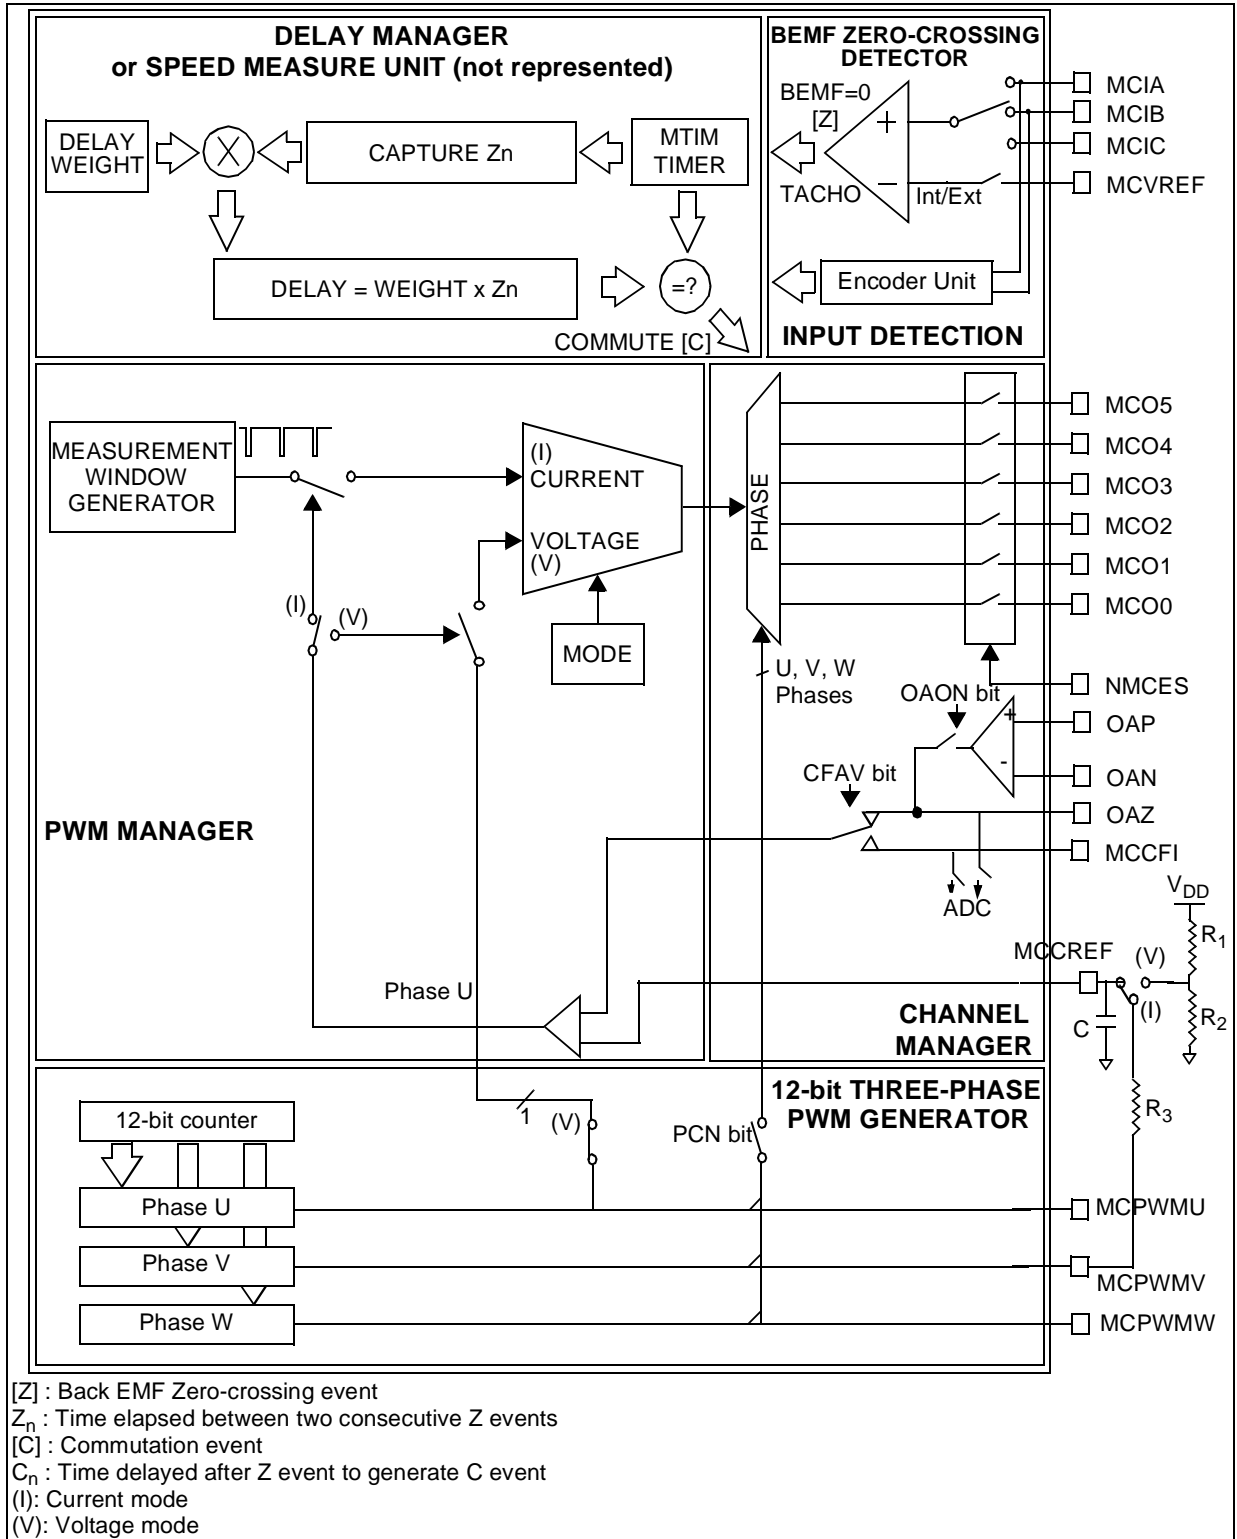 DELAY MANAGER
or SPEED MEASURE UNIT (not represented)
BEMF ZERO-CROSSING
DETECTOR
BEMF=0
[Z]
+
−
TACHO
Int/Ext
MCIA
MCIB
MCIC
MCVREF
DELAY
WEIGHT
X
CAPTURE Zn
MTIM
TIMER
DELAY = WEIGHT x Zn
=?
COMMUTE [C]
Encoder Unit
INPUT DETECTION
MEASUREMENT
WINDOW
GENERATOR
(I)
CURRENT
VOLTAGE
(V)
MODE
(I)
(V)
PHASE
MCO5
MCO4
MCO3
MCO2
MCO1
MCO0
NMCES
U, V, W
Phases
OAON bit
+
-
OAP
OAN
CFAV bit
OAZ
MCCFI
ADC
PWM MANAGER
VDD
R1
MCCREF
(V)
(I)
C
R2
Phase U
CHANNEL
MANAGER
12-bit THREE-PHASE
PWM GENERATOR
R3
12-bit counter
1
(V)
PCN bit
Phase U
MCPWMU
Phase V
MCPWMV
Phase W
MCPWMW
[Z] : Back EMF Zero-crossing event
Zn : Time elapsed between two consecutive Z events
[C] : Commutation event
Cn : Time delayed after Z event to generate C event
(I): Current mode
(V): Voltage mode